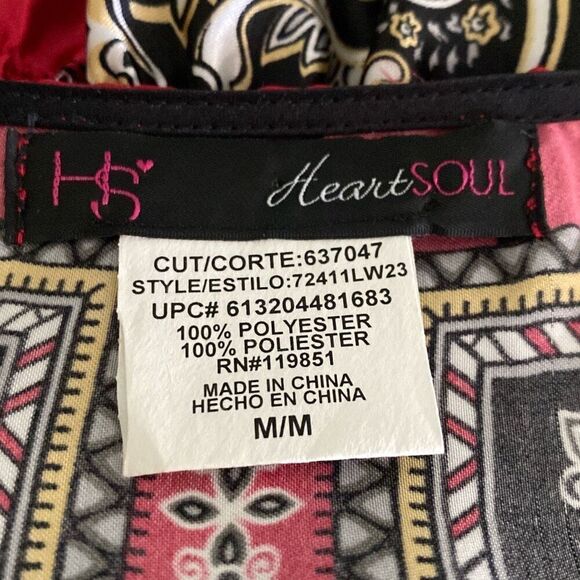 HS HeartSOUL
CUT/CORTE:637047
STYLE/ESTILO:72411LW23
UPC# 613204481683
100% POLYESTER
100% POLIESTER
RN#119851
MADE IN CHINA
HECHO EN CHINA
M/M